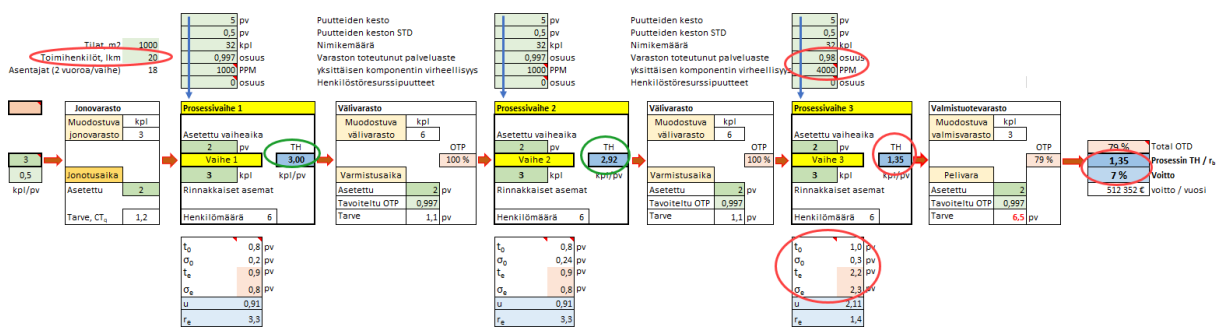 5 pv Puutteiden kesto 5 pv Puutteiden kesto 5 pv
0,5 pv Puutteiden keston STD 0,5 pv Puutteiden keston STD 0,5 pv
Tilat, m2 1000 32 kpl Nimikemäärä 32 kpl Nimikemäärä 32 kpl
Toimihenkilöt, lkm 20 0,997 osuus Varaston toteutunut palveluaste 0,997 osuus Varaston toteutunut palveluaste 0,98 osuus
Asentajat (2 vuoroa/vaihe) 18 1000 PPM yksittäisen komponentin virheellisyys 1000 PPM yksittäisen komponentin virheellisyys 4000 PPM
0 osuus Henkilöstöresurssipuutteet 0 osuus Henkilöstöresurssipuutteet 0 osuus
Jonovarasto Prosessivaihe 1 Välivarasto Prosessivaihe 2 Välivarasto Prosessivaihe 3 Valmistuotevarasto
Muodostuva kpl Muodostuva kpl Muodostuva kpl Muodostuva kpl
jonovarasto 3 Asetettu vaiheaika välivarasto 6 Asetettu vaiheaika välivarasto 6 Asetettu vaiheaika valmisvarasto 3
2 pv TH OTP 2 pv TH OTP 2 pv TH OTP 79 % Total OTD
3 Vaihe 1 3,00 100 % Vaihe 2 2,92 100 % Vaihe 3 1,35 79 % 1,35 Prosessin TH / rb
0,5 Jonotusaika 3 kpl/pv Varmistusaika 3 kpl/pv Varmistusaika 3 kpl/pv Pelivara 7 % Voitto
kpl/pv Asetettu 2 Rinnakkaiset asemat Asetettu 2 pv Rinnakkaiset asemat Asetettu 2 pv Rinnakkaiset asemat Asetettu 2 pv 512 352 € voitto / vuosi
Tavoiteltu OTP 0,997 Tavoiteltu OTP 0,997 Tavoiteltu OTP 0,997
Tarve, CTq 1,2 Henkilömäärä 6 Tarve 1,1 pv Henkilömäärä 6 Tarve 1,1 pv Henkilömäärä 6 Tarve 6,5 pv
t0 0,8 pv t0 0,8 pv t0 1,0 pv
σ0 0,2 pv σ0 0,24 pv σ0 0,3 pv
te 0,9 pv te 0,9 pv te 2,2 pv
σe 0,8 pv σe 0,8 pv σe 2,3 pv
u 0,91 u 0,91 u 2,11
re 3,3 re 3,3 re 1,4